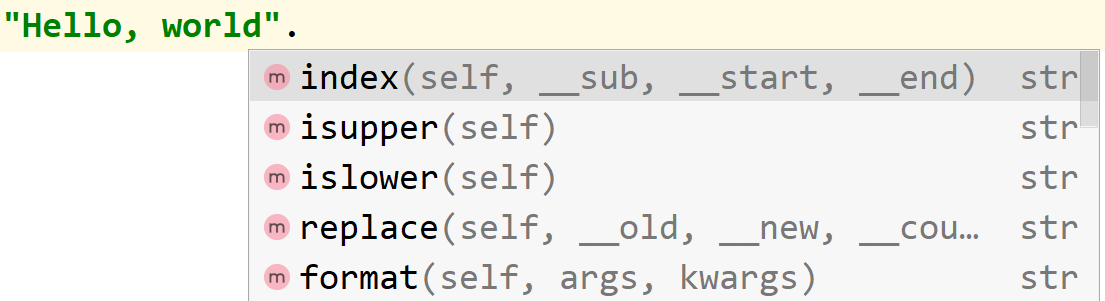 "Hello, world".
m index(self, __sub, __start, __end) str
m isupper(self) str
m islower(self) str
m replace(self, __old, __new, __cou… str
m format(self, args, kwargs) str